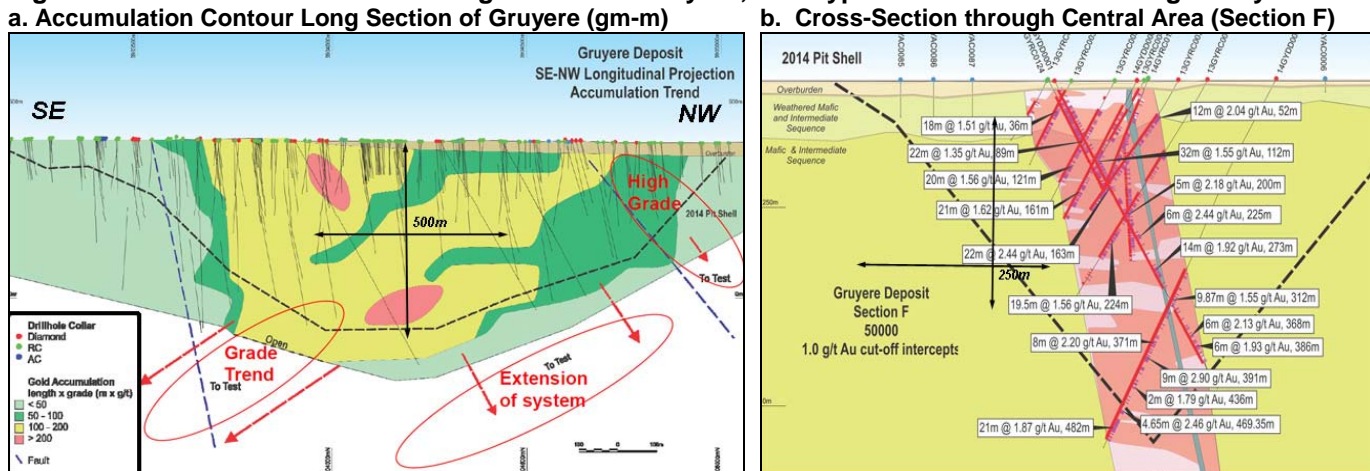 a. Accumulation Contour Long Section of Gruyere (gm-m)
b. Cross-Section through Central Area (Section F)
Gruyere Deposit
SE-NW Longitudinal Projection
Accumulation Trend
SE
NW
Overburden
High
Grade
2014 Pit Shell
500m
To Test
Open
Grade
Trend
To Test
To Test
Extension
of system
Drillhole Collar
Diamond
RC
AC
Gold Accumulation
length x grade (m x g/t)
< 50
50 - 100
100 - 200
> 200
Fault
2014 Pit Shell
Overburden
Weathered Mafic
and Intermediate
Sequence
Mafic & Intermediate
Sequence
YAC0085
YAC0086
YAC0087
250m
0m
12m @ 2.04 g/t Au, 52m
18m @ 1.51 g/t Au, 36m
22m @ 1.35 g/t Au, 89m
32m @ 1.55 g/t Au, 112m
20m @ 1.56 g/t Au, 121m
5m @ 2.18 g/t Au, 200m
21m @ 1.62 g/t Au, 161m
6m @ 2.44 g/t Au, 225m
22m @ 2.44 g/t Au, 163m
14m @ 1.92 g/t Au, 273m
250m
19.5m @ 1.56 g/t Au, 224m
9.87m @ 1.55 g/t Au, 312m
Gruyere Deposit
Section F
50000
1.0 g/t Au cut-off intercepts
6m @ 2.13 g/t Au, 368m
8m @ 2.20 g/t Au, 371m
6m @ 1.93 g/t Au, 386m
9m @ 2.90 g/t Au, 391m
2m @ 1.79 g/t Au, 436m
21m @ 1.87 g/t Au, 482m
4.65m @ 2.46 g/t Au, 469.35m